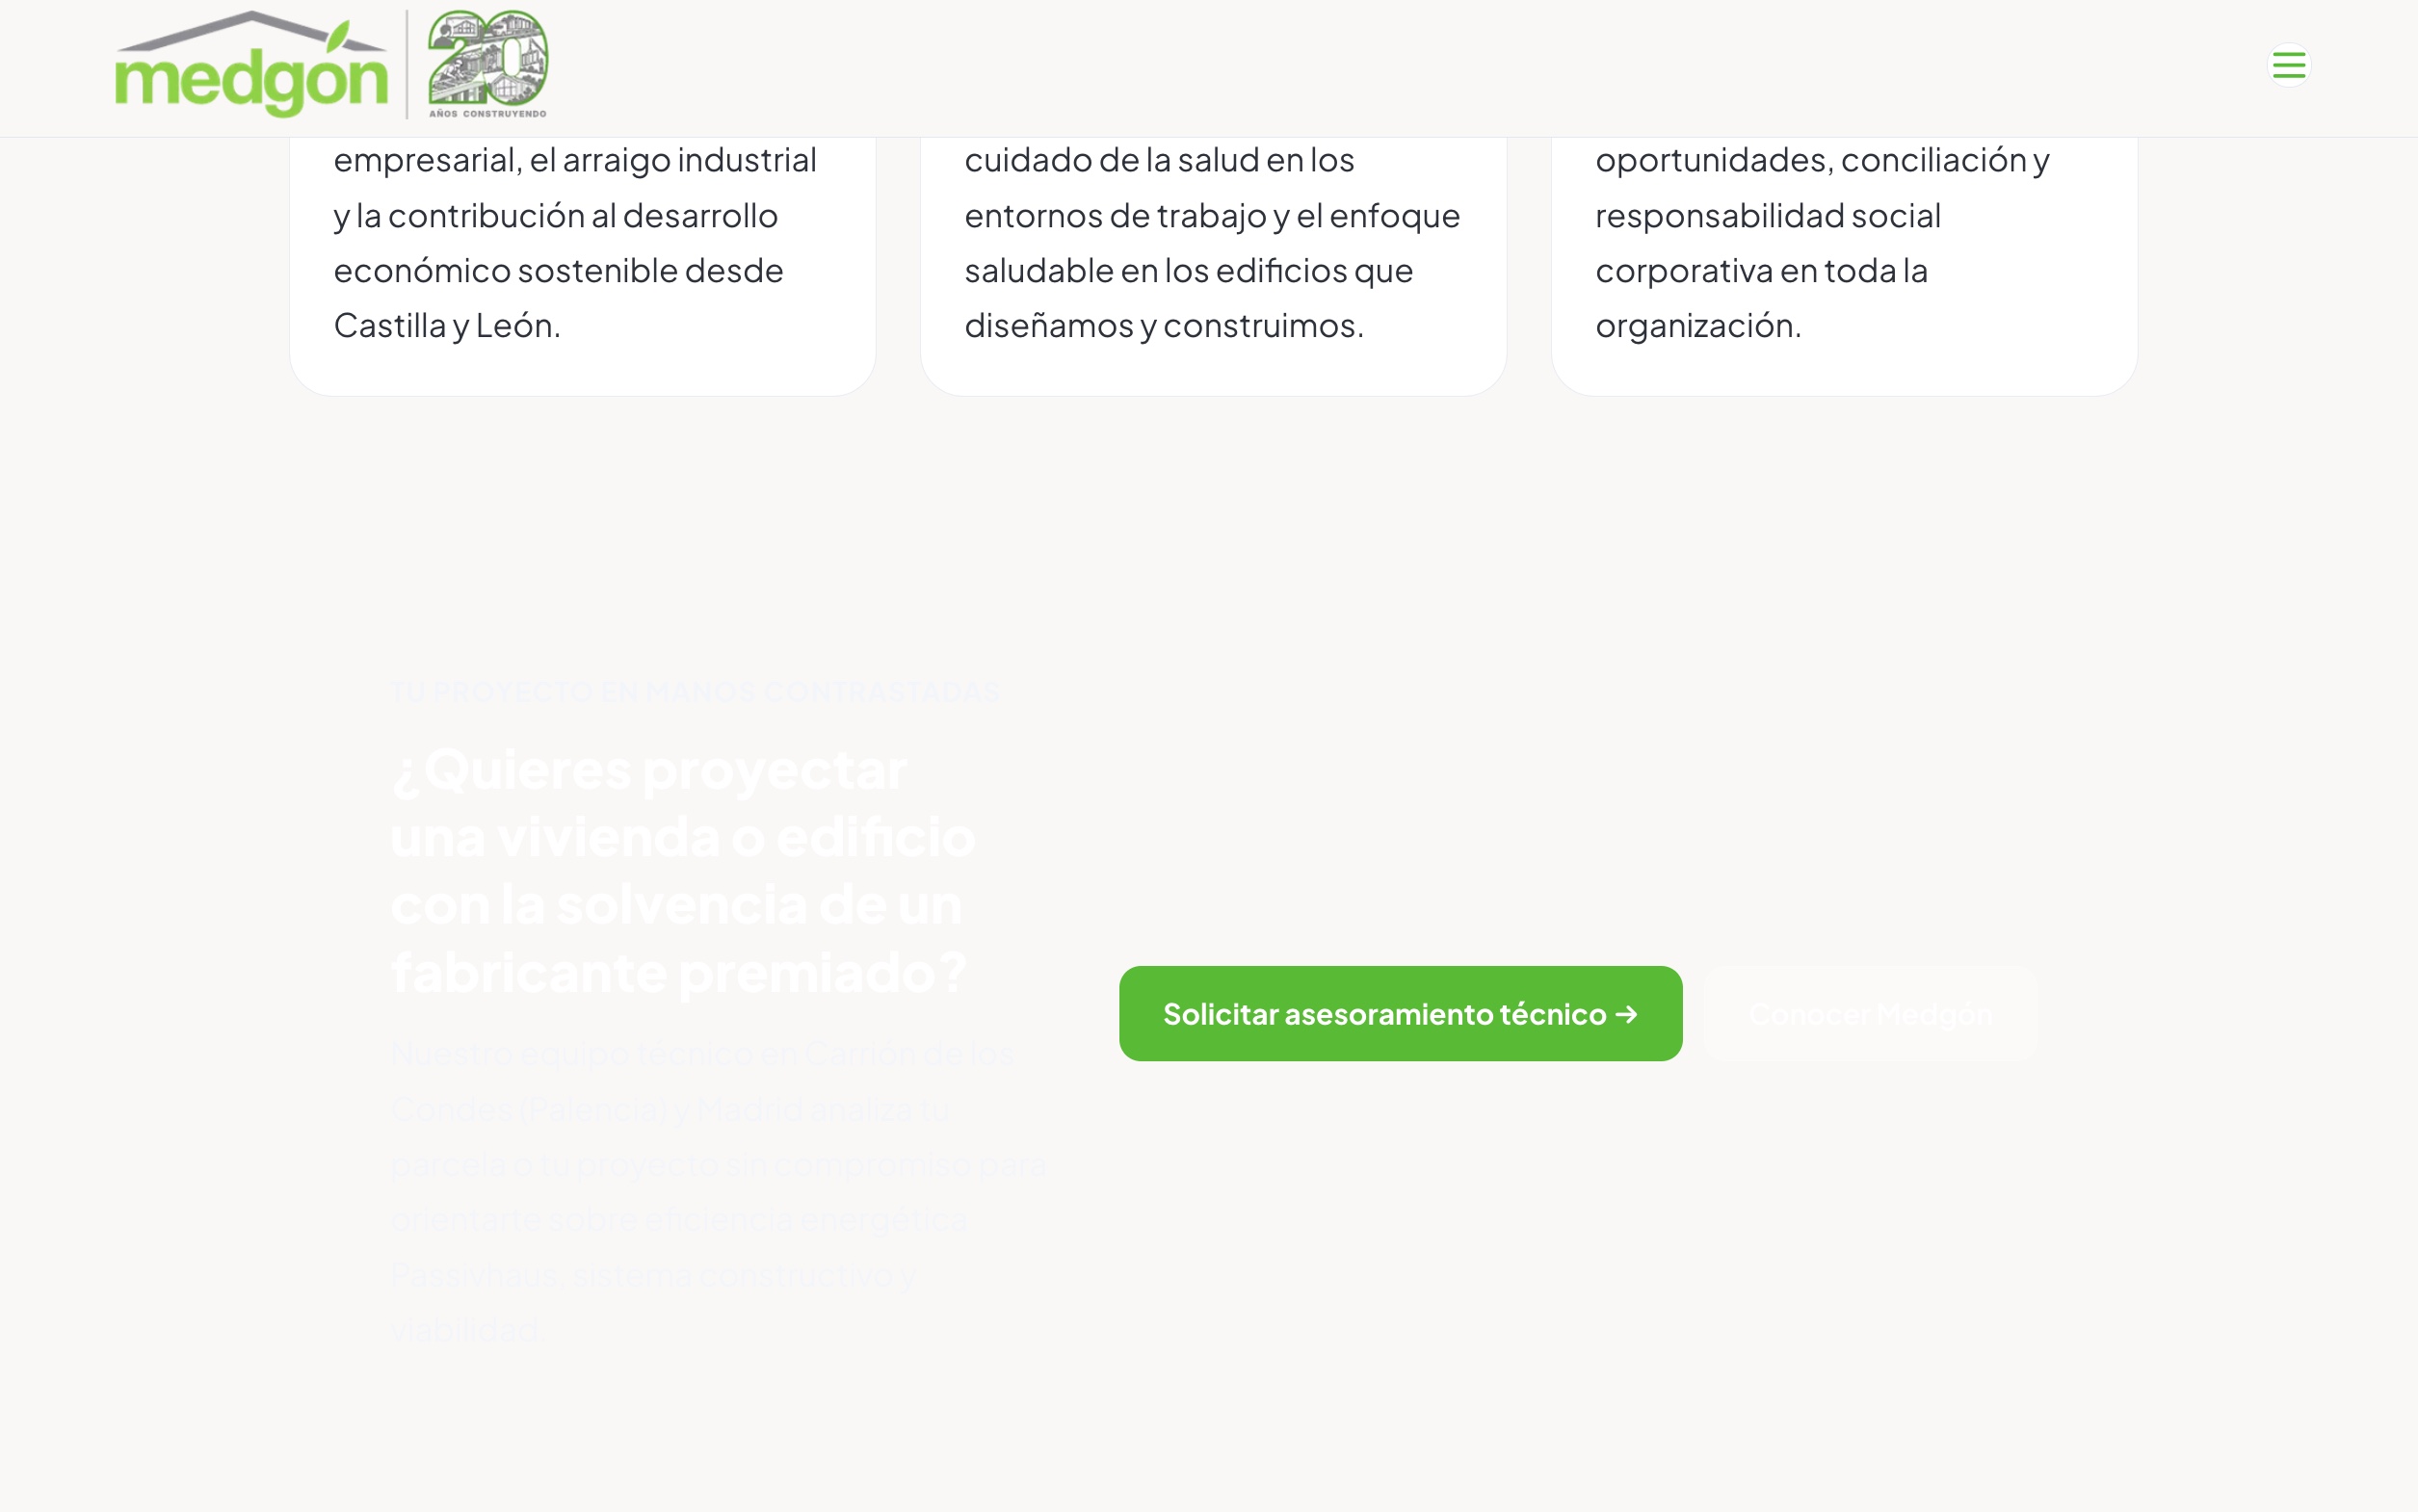 medgón
20
AÑOS CONSTRUYENDO
empresarial, el arraigo industrial
y la contribución al desarrollo
económico sostenible desde
Castilla y León.
cuidado de la salud en los
entornos de trabajo y el enfoque
saludable en los edificios que
diseñamos y construimos.
oportunidades, conciliación y
responsabilidad social
corporativa en toda la
organización.
TU PROYECTO EN MANOS CONTRASTADAS
¿Quieres proyectar
una vivienda o edificio
con la solvencia de un
fabricante premiado?
Nuestro equipo técnico en Carrión de los
Condes (Palencia) y Madrid analiza tu
parcela o tu proyecto sin compromiso para
orientarte sobre eficiencia energética
Passivhaus, sistema constructivo y
viabilidad.
Solicitar asesoramiento técnico →
Conocer Medgón